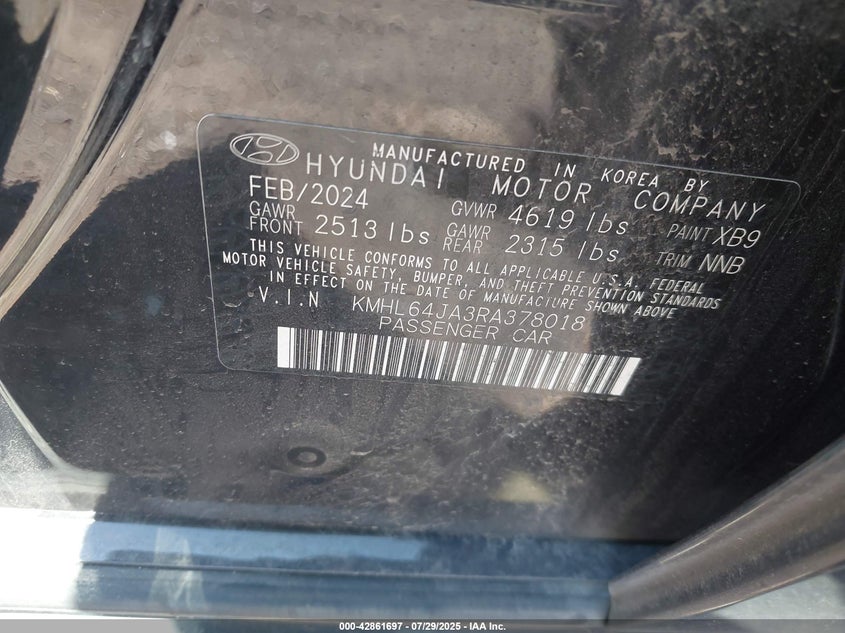 MANUFACTURED IN KOREA BY
HYUNDAI MOTOR COMPANY
FEB/2024 GVWR 4619 lbs PAINT XB9
GAWR FRONT 2513 lbs GAWR REAR 2315 lbs TRIM NNB
THIS VEHICLE CONFORMS TO ALL APPLICABLE U.S.A. FEDERAL
MOTOR VEHICLE SAFETY, BUMPER, AND THEFT PREVENTION STANDARDS
IN EFFECT ON THE DATE OF MANUFACTURE SHOWN ABOVE
V.I.N KMHL64JA3RA378018
PASSENGER CAR
000-42861697 - 07/29/2025 - IAA Inc.